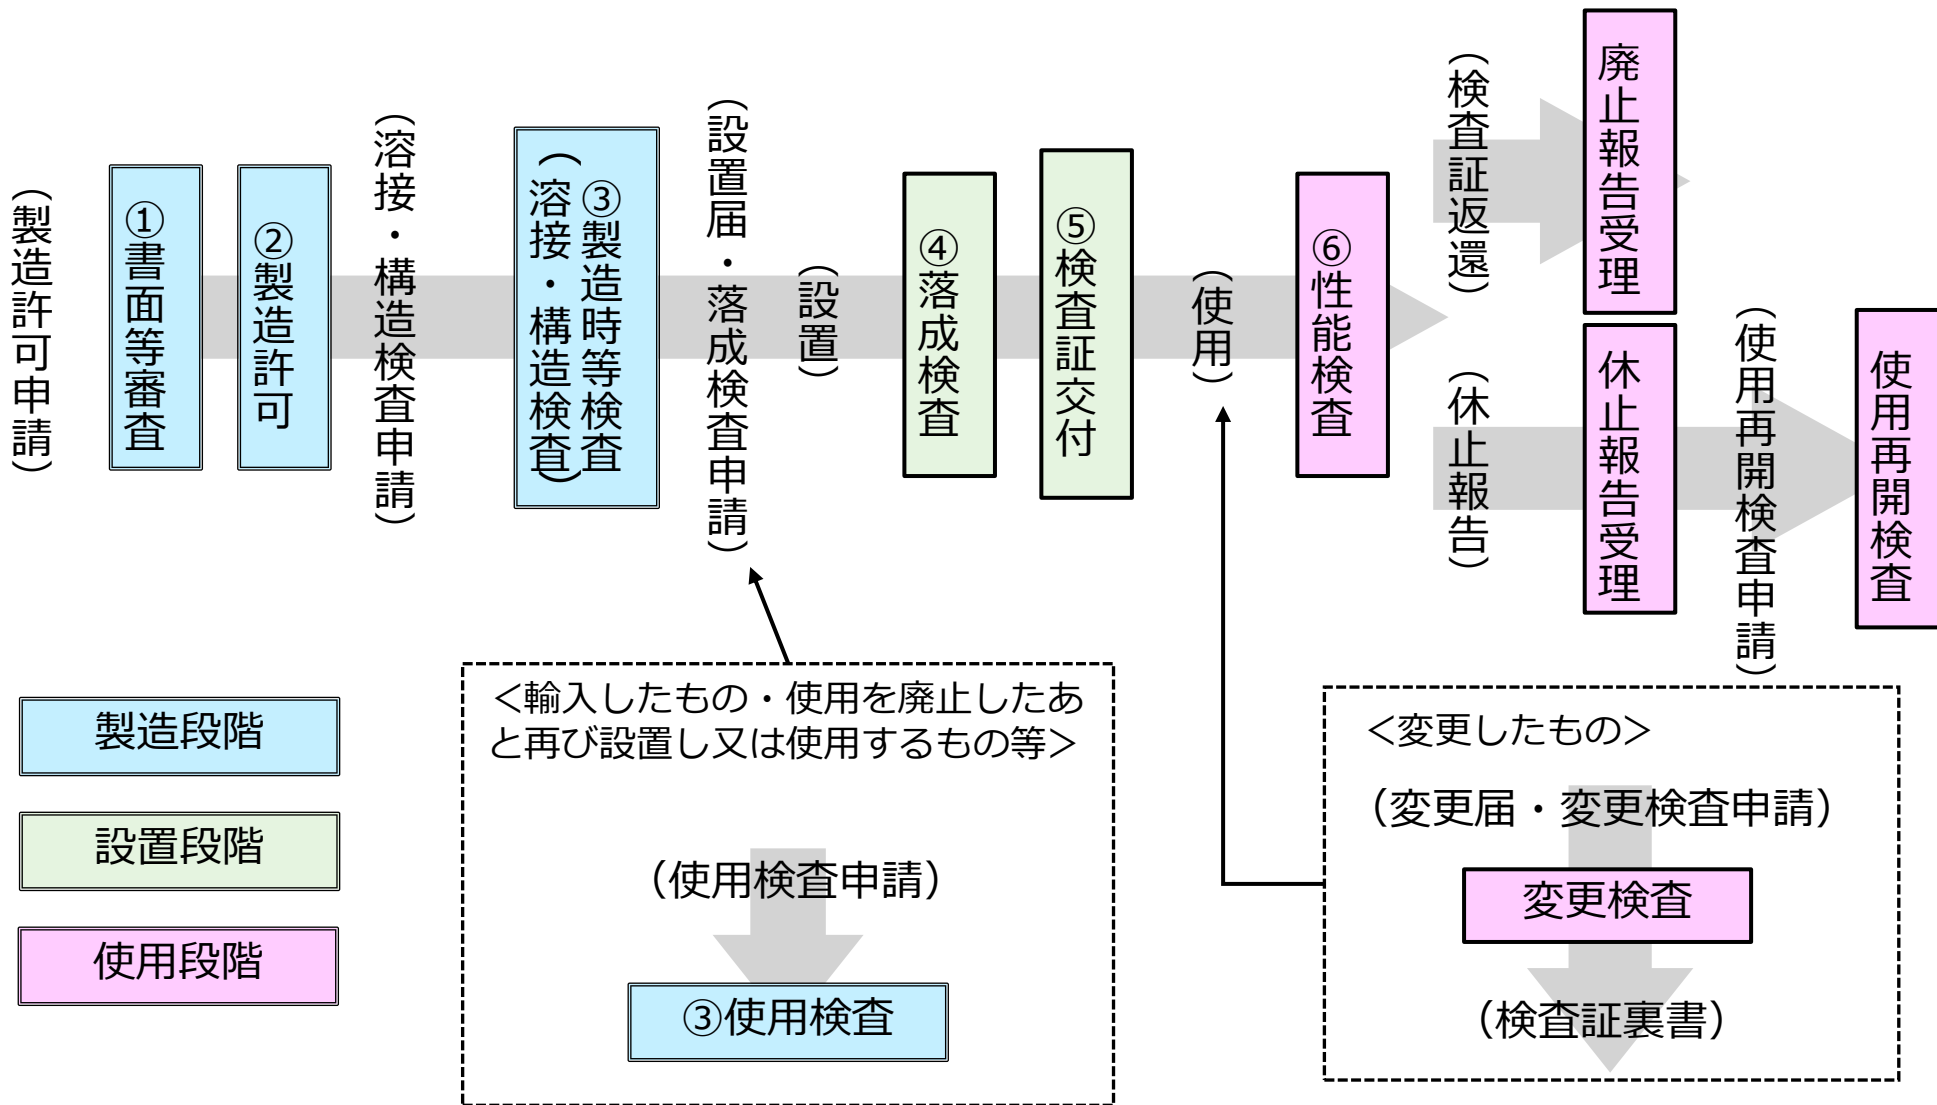 （製造許可申請）
①書面等審査
②製造許可
（溶接・構造検査申請）
③製造時等検査
（溶接・構造検査）
（設置届・落成検査申請）
（設置）
④落成検査
⑤検査証交付
（使用）
⑥性能検査
（検査証返還）
廃止報告受理
（休止報告）
休止報告受理
（使用再開検査申請）
使用再開検査
製造段階
設置段階
使用段階
＜輸入したもの・使用を廃止したあ
と再び設置し又は使用するもの等＞
（使用検査申請）
③使用検査
＜変更したもの＞
（変更届・変更検査申請）
変更検査
（検査証裏書）